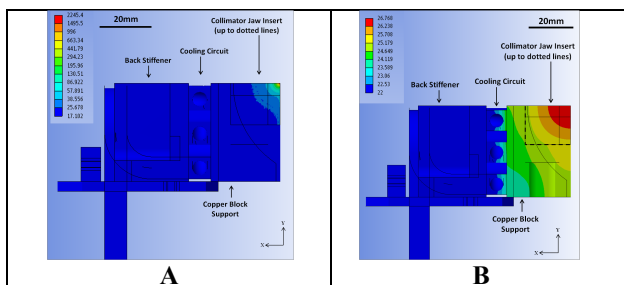 2245.4
1495.5
996
663.34
441.79
294.23
195.96
130.51
86.922
57.891
38.556
25.678
17.102
20mm
Collimator Jaw Insert
(up to dotted lines)
Cooling Circuit
Back Stiffener
Copper Block
Support
Y
X
A
26.768
26.238
25.708
25.179
24.649
24.119
23.589
23.06
22.53
22
20mm
Collimator Jaw Insert
(up to dotted lines)
Cooling Circuit
Back Stiffener
Copper Block
Support
Y
X
B